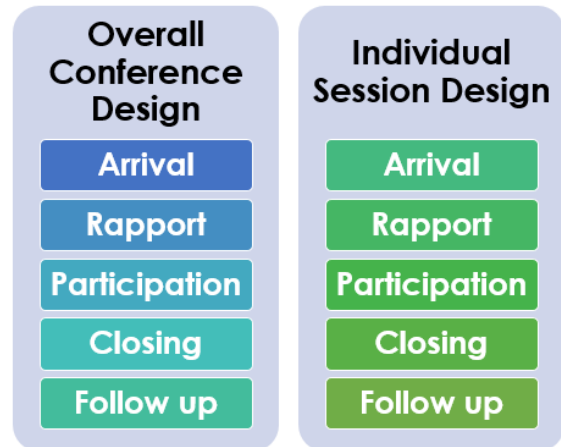 Overall
Conference
Design
Arrival
Rapport
Participation
Closing
Follow up
Individual
Session Design
Arrival
Rapport
Participation
Closing
Follow up